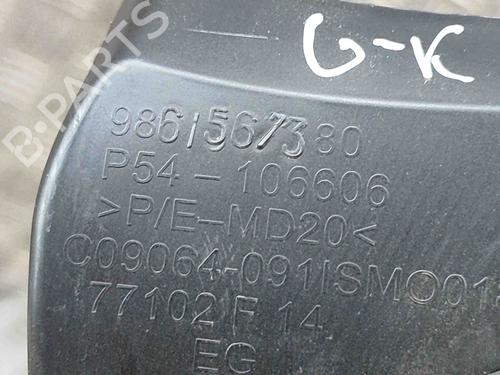 G-K
B-PARTS
9861567380
P54-106606
>P/E-MD20<
C09064-091ISMO01
77102 F 14
EG